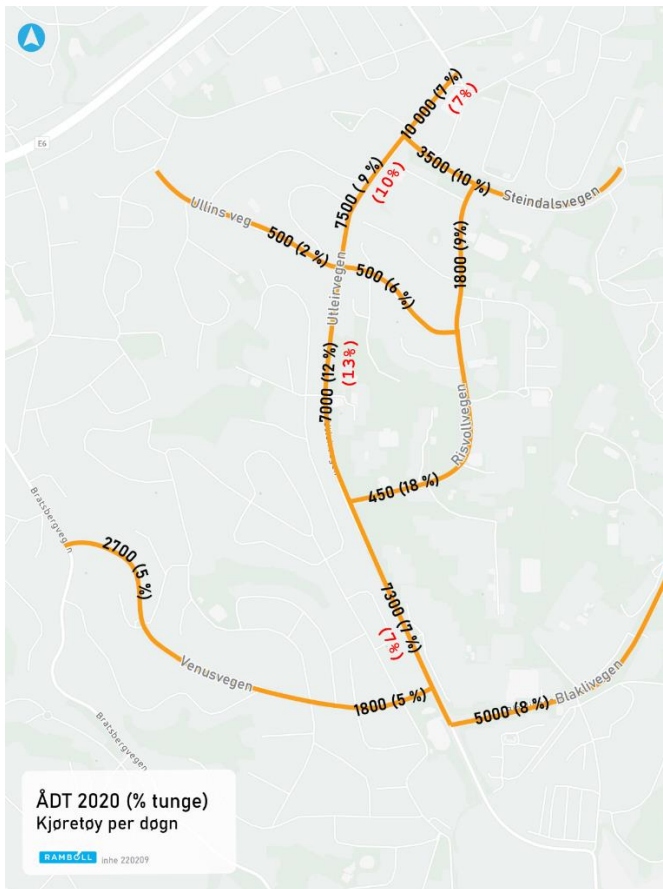 10 000 (7 %)
(7%)
E6
3500 (10 %)
7500 (9 %)
(10%)
Steindalsvegen
Ullins veg
500 (2 %)
1800 (9%)
500 (6 %)
Utleirvegen
7000 (12 %)
(13%)
Risvollvegen
450 (18 %)
Bratsbergvegen
2700 (5 %)
7300 (7 %)
(7%)
Venusvegen
1800 (5 %)
5000 (8 %)
Blaklivegen
Bratsbergvegen
ÅDT 2020 (% tunge)
Kjøretøy per døgn
RAMBOLL inhe 220209